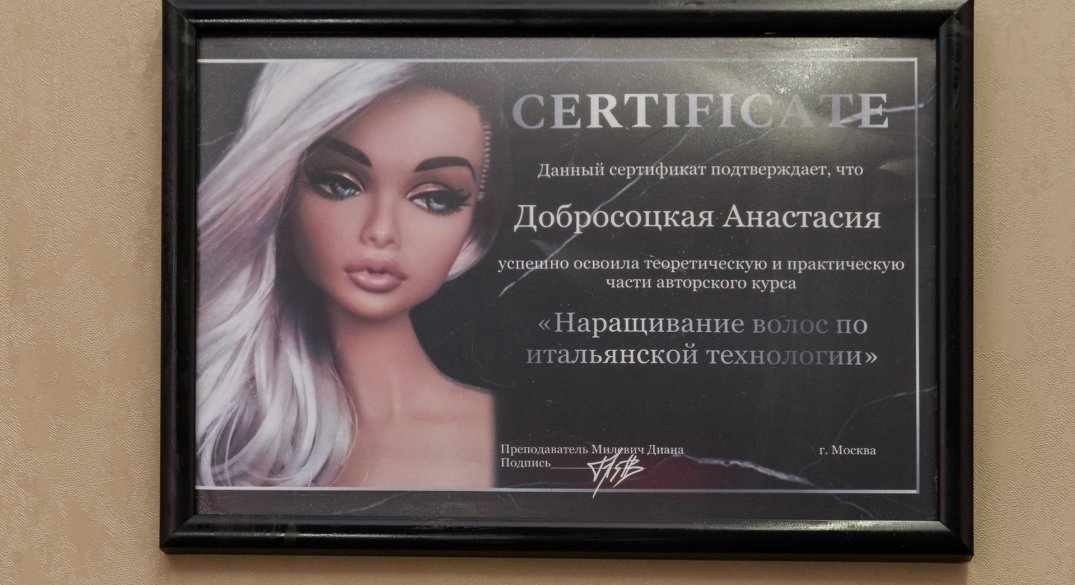 CERTIFICATE
Данный сертификат подтверждает, что
Добросоцкая Анастасия
успешно освоила теоретическую и практическую
части авторского курса
«Наращивание волос по
итальянской технологии»
Преподаватель Милевич Диана
г. Москва
Подпись